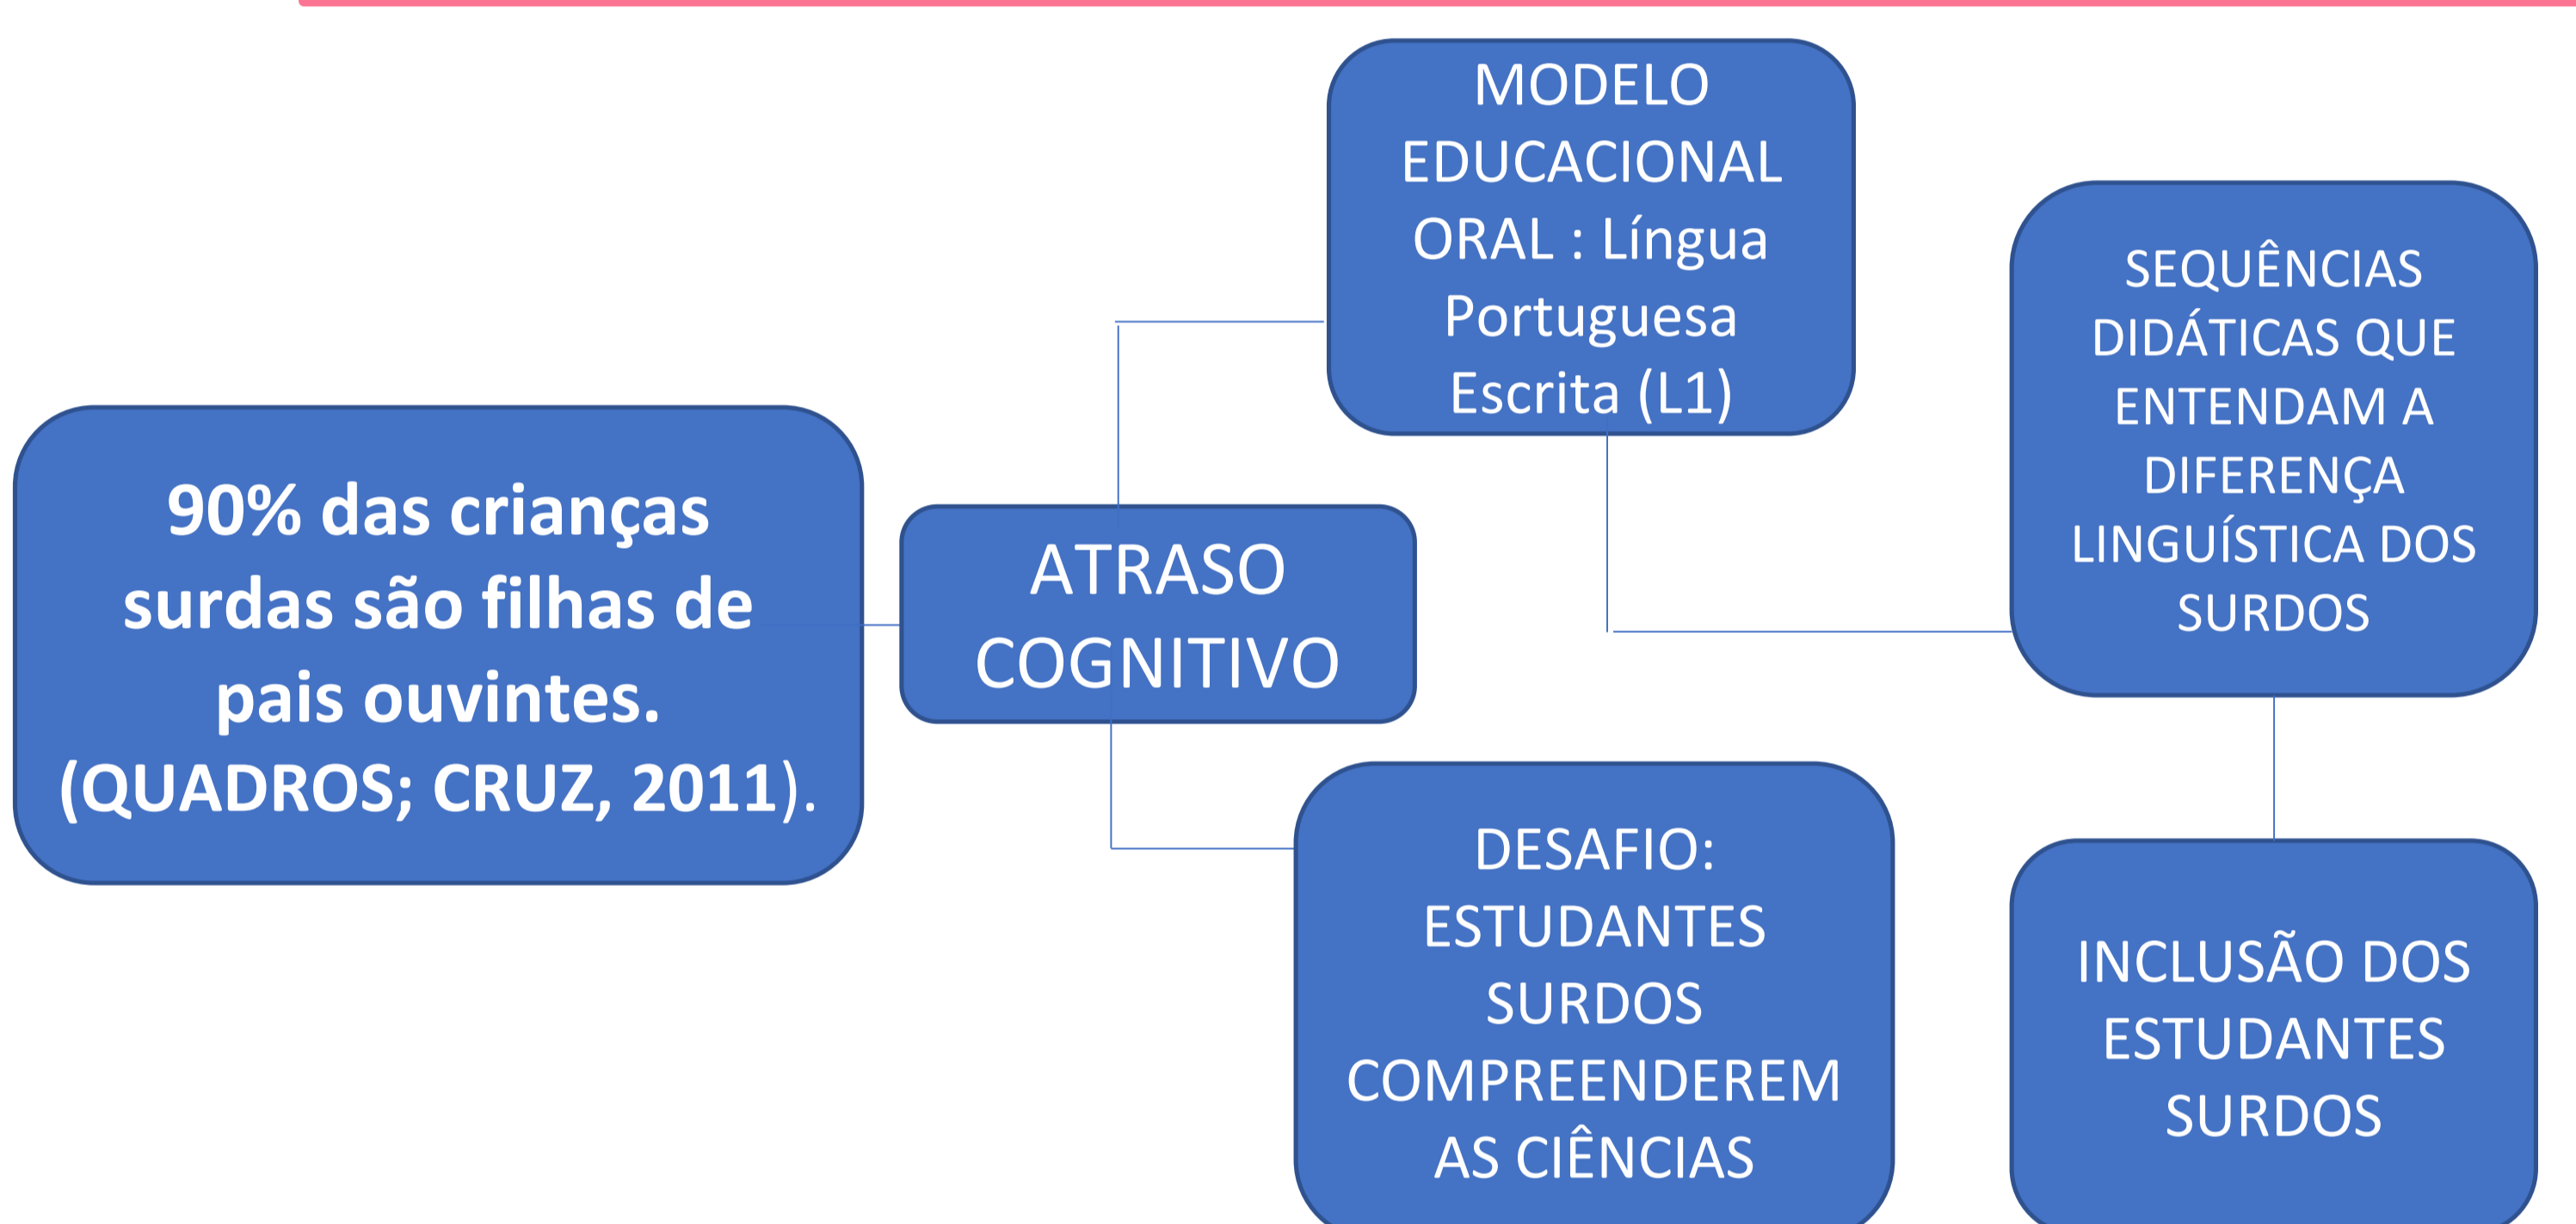 90% das crianças
surdas são filhas de
pais ouvintes.
(QUADROS; CRUZ, 2011).
ATRASO
COGNITIVO
MODELO
EDUCACIONAL
ORAL : Língua
Portuguesa
Escrita (L1)
DESAFIO:
ESTUDANTES
SURDOS
COMPREENDEREM
AS CIÊNCIAS
SEQUÊNCIAS
DIDÁTICAS QUE
ENTENDAM A
DIFERENÇA
LINGUÍSTICA DOS
SURDOS
INCLUSÃO DOS
ESTUDANTES
SURDOS